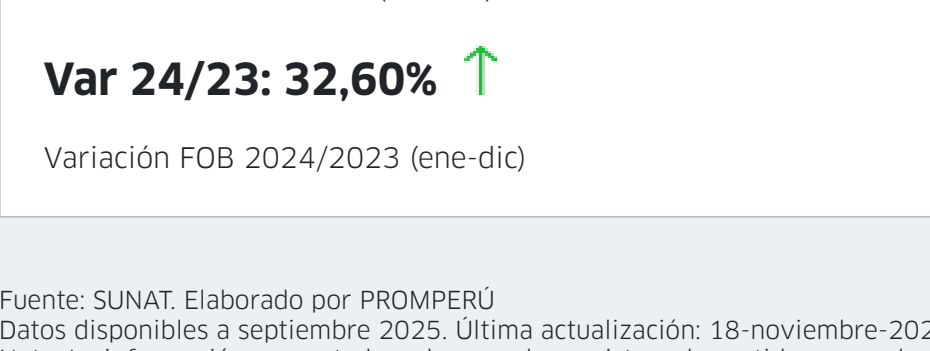 Var 24/23: 32,60%
Variación FOB 2024/2023 (ene-dic)
Fuente: SUNAT. Elaborado por PROMPERÚ
Datos disponibles a septiembre 2025. Última actualización: 18-noviembre-202